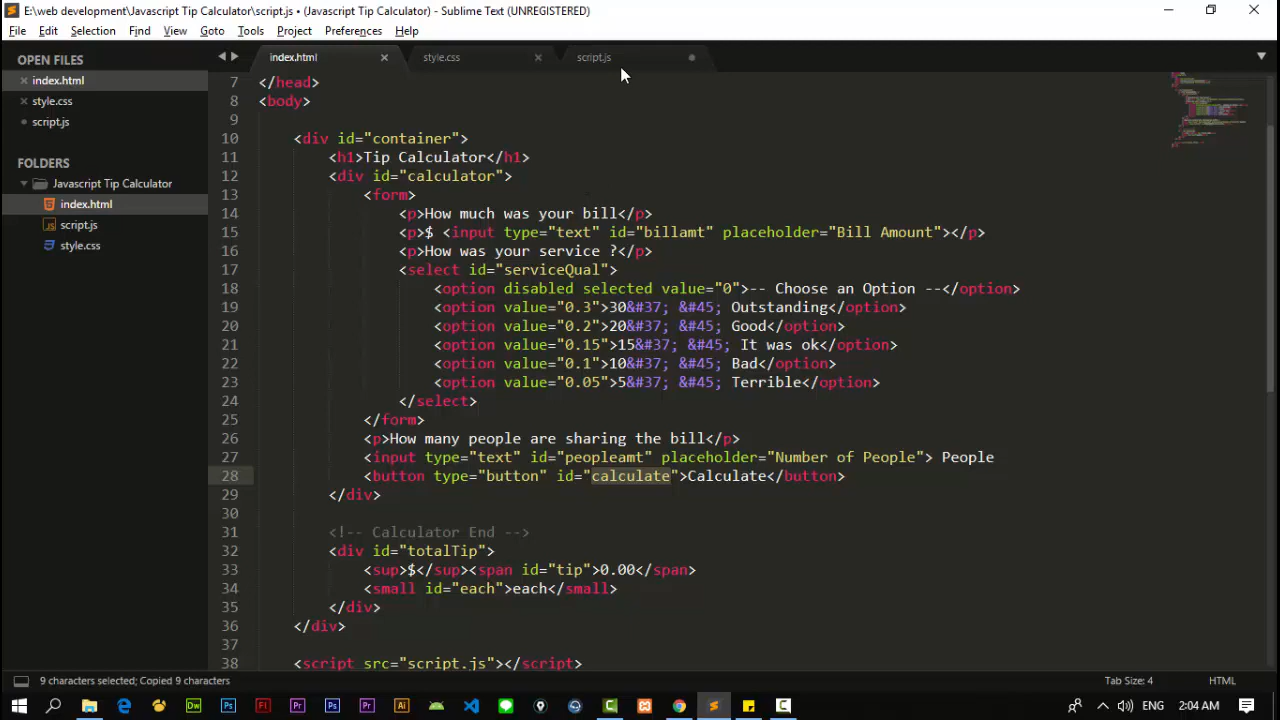 E:\web development\Javascript Tip Calculator\script.js • (Javascript Tip Calculator) - Sublime Text (UNREGISTERED)
File Edit Selection Find View Goto Tools Project Preferences Help
OPEN FILES
index.html
style.css
script.js
FOLDERS
Javascript Tip Calculator
index.html
script.js
style.css
index.html style.css script.js
7 </head>
8 <body>
9
10 <div id="container">
11 <h1>Tip Calculator</h1>
12 <div id="calculator">
13 <form>
14 <p>How much was your bill</p>
15 <p>$ <input type="text" id="billamt" placeholder="Bill Amount"></p>
16 <p>How was your service ?</p>
17 <select id="serviceQual">
18 <option disabled selected value="0">-- Choose an Option --</option>
19 <option value="0.3">30&#37; &#45; Outstanding</option>
20 <option value="0.2">20&#37; &#45; Good</option>
21 <option value="0.15">15&#37; &#45; It was ok</option>
22 <option value="0.1">10&#37; &#45; Bad</option>
23 <option value="0.05">5&#37; &#45; Terrible</option>
24 </select>
25 </form>
26 <p>How many people are sharing the bill</p>
27 <input type="text" id="peopleamt" placeholder="Number of People"> People
28 <button type="button" id="calculate">Calculate</button>
29 </div>
30
31 <!-- Calculator End -->
32 <div id="totalTip">
33 <sup>$</sup><span id="tip">0.00</span>
34 <small id="each">each</small>
35 </div>
36 </div>
37
38 <script src="script.js"></script>
9 characters selected; Copied 9 characters Tab Size: 4 HTML
Dw Ps Fl Pr Ps Pr Ai ENG 2:04 AM